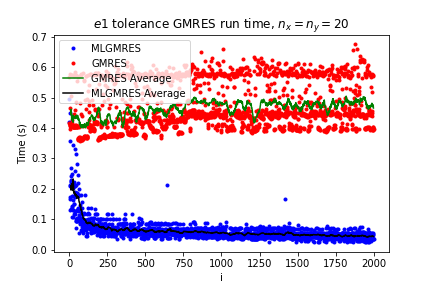 e1 tolerance GMRES run time, nₓ = nᵧ = 20
MLGMRES
GMRES
GMRES Average
MLGMRES Average
Time (s)
0.7
0.6
0.5
0.4
0.3
0.2
0.1
0.0
0 250 500 750 1000 1250 1500 1750 2000
i